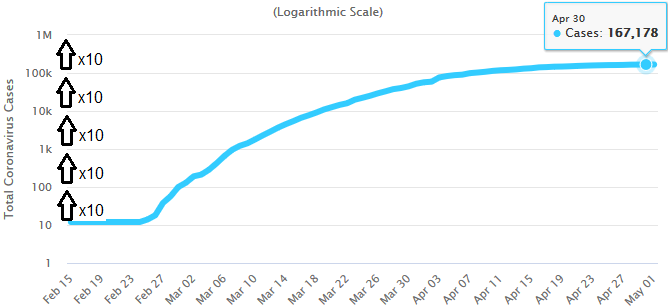 (Logarithmic Scale)
Apr 30
Cases: 167,178
Total Coronavirus Cases
1M
x10
100k
x10
10k
x10
1k
x10
100
x10
10
1
Feb 15
Feb 19
Feb 23
Feb 27
Mar 02
Mar 06
Mar 10
Mar 14
Mar 18
Mar 22
Mar 26
Mar 30
Apr 03
Apr 07
Apr 11
Apr 15
Apr 19
Apr 23
Apr 27
May 01